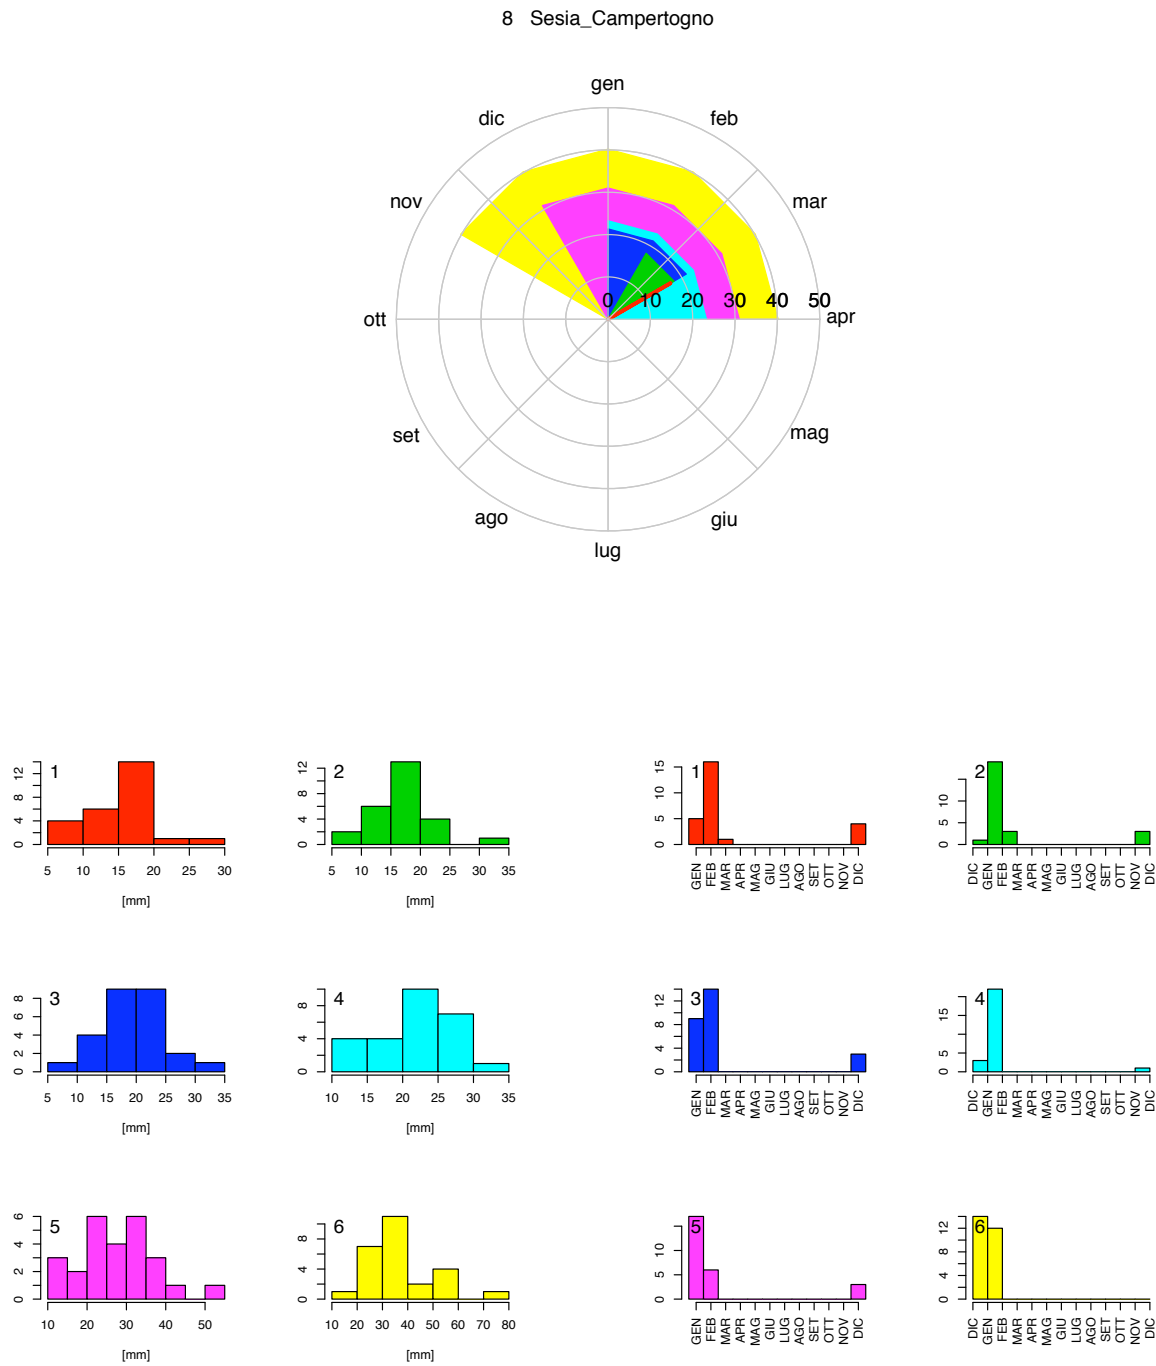 8 Sesia_Campertogno
gen
dic feb
nov mar
0 10 20 30 40 50
ott apr
set mag
ago giu
lug
1
0 4 8 12
5 10 15 20 25 30
[mm]
2
0 4 8 12
5 10 15 20 25 30 35
[mm]
1
0 5 10 15
GEN FEB MAR APR MAG GIU LUG AGO SET OTT NOV DIC
2
0 5 10
DIC GEN FEB MAR APR MAG GIU LUG AGO SET OTT NOV DIC
3
0 2 4 6 8
5 10 15 20 25 30 35
[mm]
4
0 4 8
10 15 20 25 30 35
[mm]
3
0 4 8 12
GEN FEB MAR APR MAG GIU LUG AGO SET OTT NOV DIC
4
0 5 15
DIC GEN FEB MAR APR MAG GIU LUG AGO SET OTT NOV DIC
5
0 2 4 6
10 20 30 40 50
[mm]
6
0 4 8
10 20 30 40 50 60 70 80
[mm]
5
0 5 10
GEN FEB MAR APR MAG GIU LUG AGO SET OTT NOV DIC
6
0 4 8 12
DIC GEN FEB MAR APR MAG GIU LUG AGO SET OTT NOV DIC